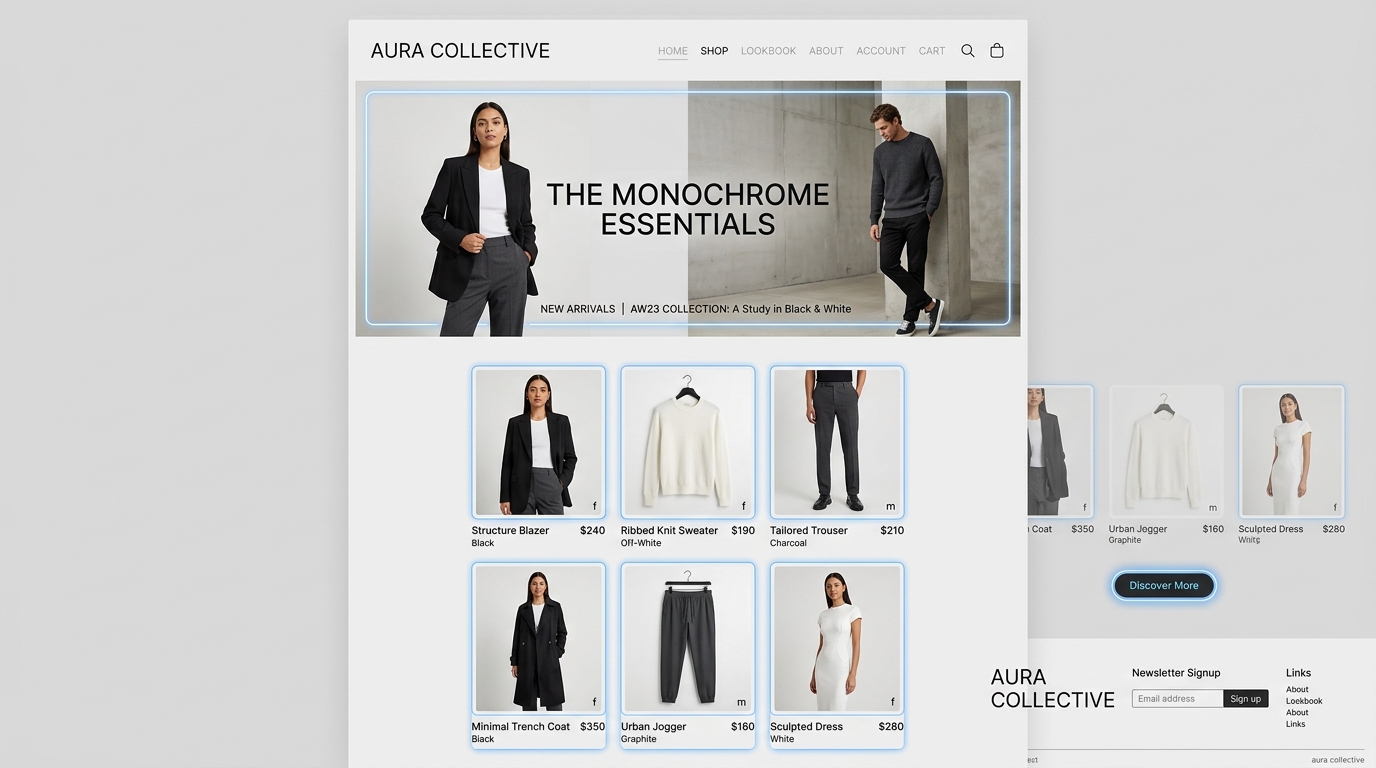 AURA COLLECTIVE
HOME SHOP LOOKBOOK ABOUT ACCOUNT CART
THE MONOCHROME
ESSENTIALS
NEW ARRIVALS | AW23 COLLECTION: A Study in Black & White
f
f
m
Structure Blazer $240
Black
Ribbed Knit Sweater $190
Off-White
Tailored Trouser $210
Charcoal
f
m
f
Minimal Trench Coat $350
Black
Urban Jogger $160
Graphite
Sculpted Dress $280
White
f
m
f
Coat $350
Urban Jogger $160
Graphite
Sculpted Dress $280
Discover More
AURA
COLLECTIVE
Newsletter Signup
Email address Sign up
Links
About
Lookbook
About
Links
aura collective